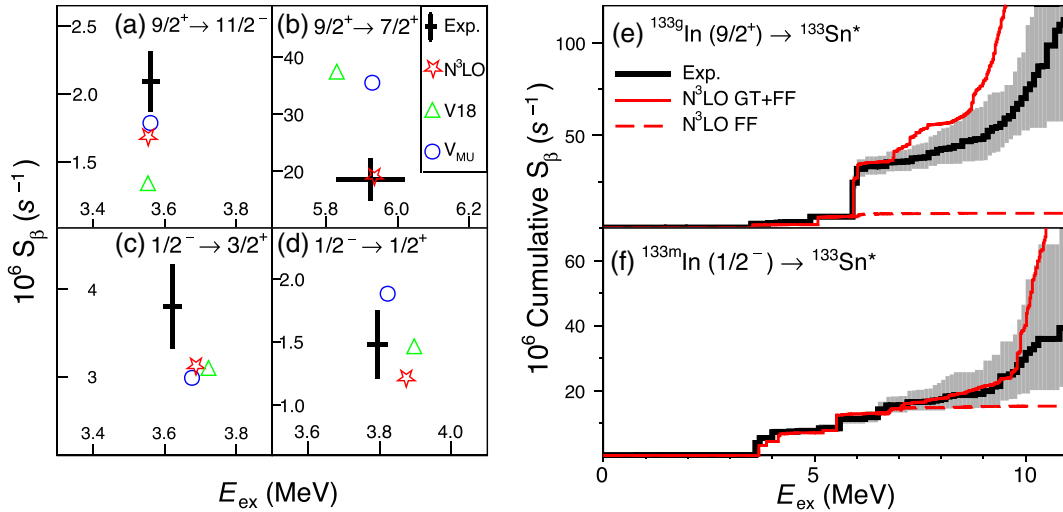 (a) 9/2⁺→ 11/2⁻
2.5
2.0
1.5
3.4 3.6 3.8
(b) 9/2⁺→ 7/2⁺
40
30
20
5.8 6.0 6.2
Exp.
N³LO
V18
V_MU
(c) 1/2⁻→ 3/2⁺
4
3
3.4 3.6 3.8
(d) 1/2⁻→ 1/2⁺
2.0
1.5
1.0
3.6 3.8 4.0
10⁶ S_β (s⁻¹)
E_ex (MeV)
(e) ¹³³ᵍIn (9/2⁺) → ¹³³Sn*
100
50
Exp.
N³LO GT+FF
N³LO FF
(f) ¹³³ᵐIn (1/2⁻) → ¹³³Sn*
60
40
20
0 5 10
10⁶ Cumulative S_β (s⁻¹)
E_ex (MeV)